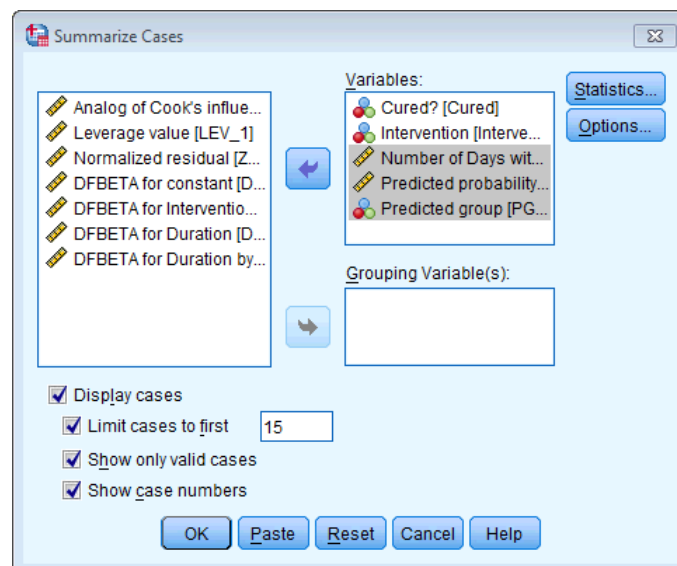 Summarize Cases
Analog of Cook's influe...
Leverage value [LEV_1]
Normalized residual [Z...
DFBETA for constant [D...
DFBETA for Interventio...
DFBETA for Duration [D...
DFBETA for Duration by...
Variables:
Cured? [Cured]
Intervention [Interve...
Number of Days wit...
Predicted probability...
Predicted group [PG...
Statistics...
Options...
Grouping Variable(s):
Display cases
Limit cases to first 15
Show only valid cases
Show case numbers
OK Paste Reset Cancel Help